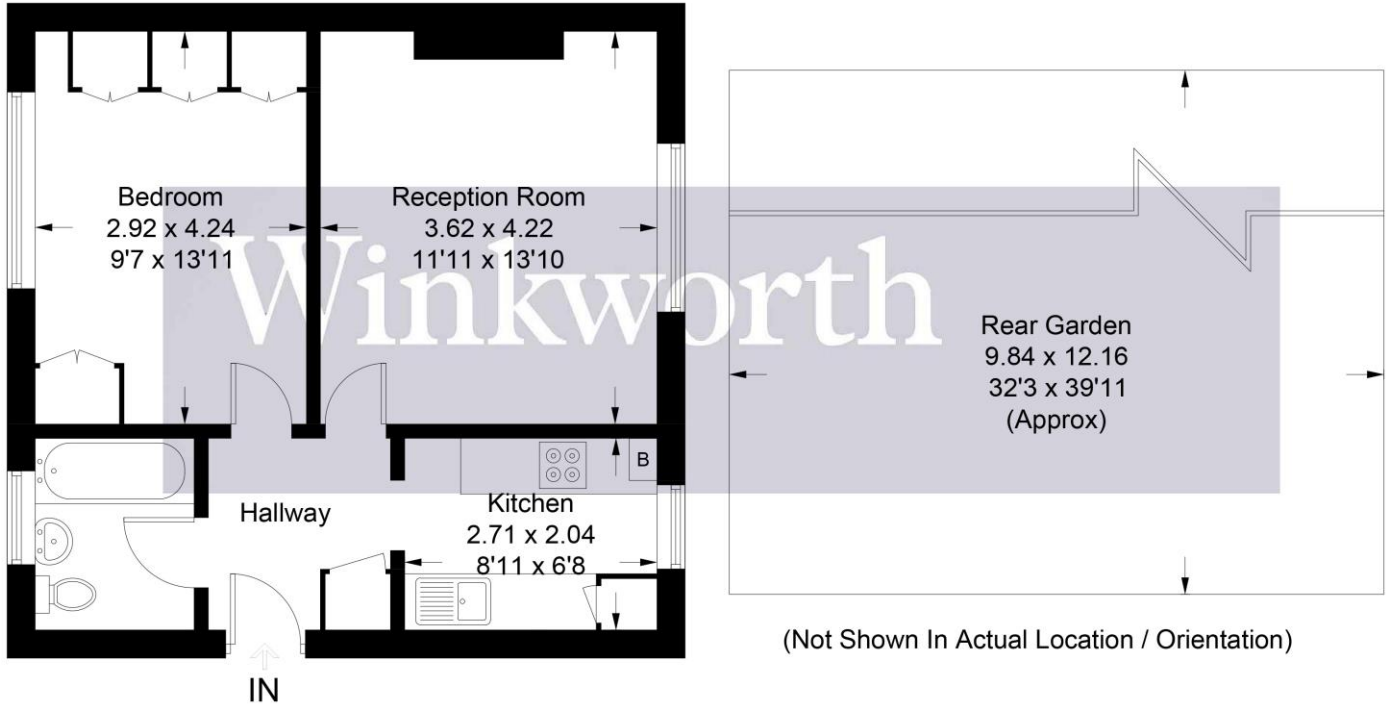 Bedroom
2.92 x 4.24
9'7 x 13'11
Reception Room
3.62 x 4.22
11'11 x 13'10
Winkworth
Rear Garden
9.84 x 12.16
32'3 x 39'11
(Approx)
B
Hallway
Kitchen
2.71 x 2.04
8'11 x 6'8
(Not Shown In Actual Location / Orientation)
IN